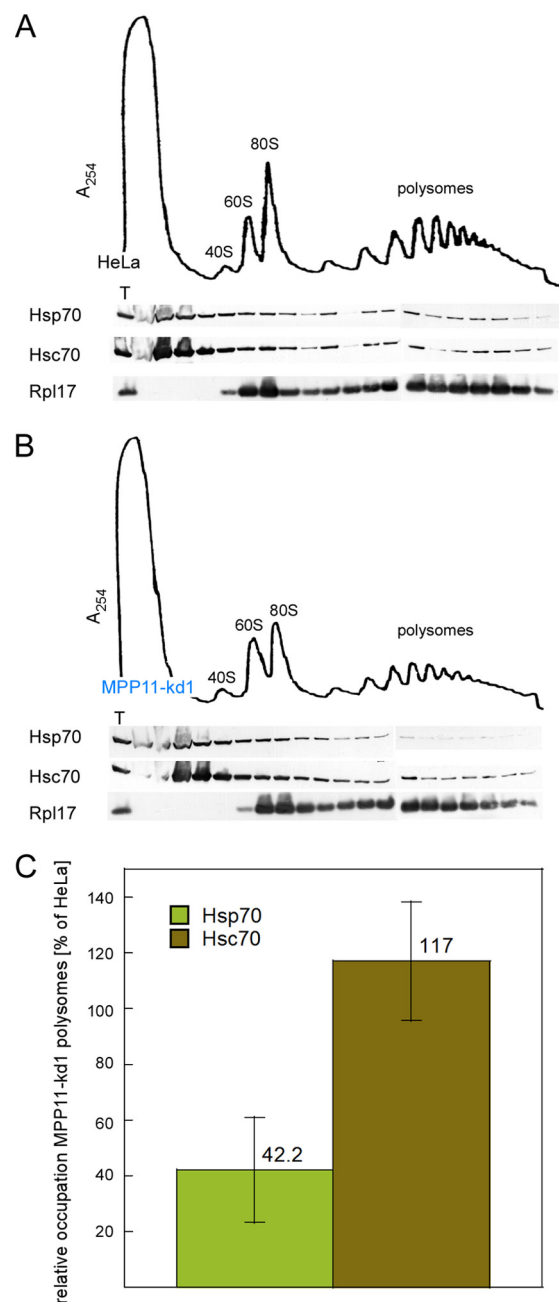 A
A254
80S
60S
40S
polysomes
HeLa
T
Hsp70
Hsc70
Rpl17
B
A254
80S
60S
40S
polysomes
MPP11-kd1
T
Hsp70
Hsc70
Rpl17
C
relative occupation MPP11-kd1 polysomes [% of HeLa]
140
120
100
80
60
40
20
Hsp70
Hsc70
117
42.2